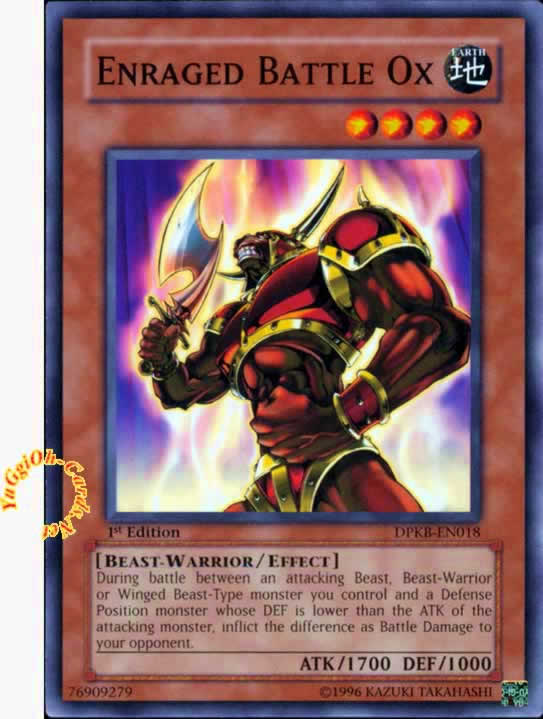 ENRAGED BATTLE OX
EARTH
地
1st Edition
DPKB-EN018
YuGgiOh-Cards.Net
[BEAST-WARRIOR/EFFECT]
During battle between an attacking Beast, Beast-Warrior
or Winged Beast-Type monster you control and a Defense
Position monster whose DEF is lower than the ATK of the
attacking monster, inflict the difference as Battle Damage to
your opponent.
ATK/1700 DEF/1000
76909279
©1996 KAZUKI TAKAHASHI